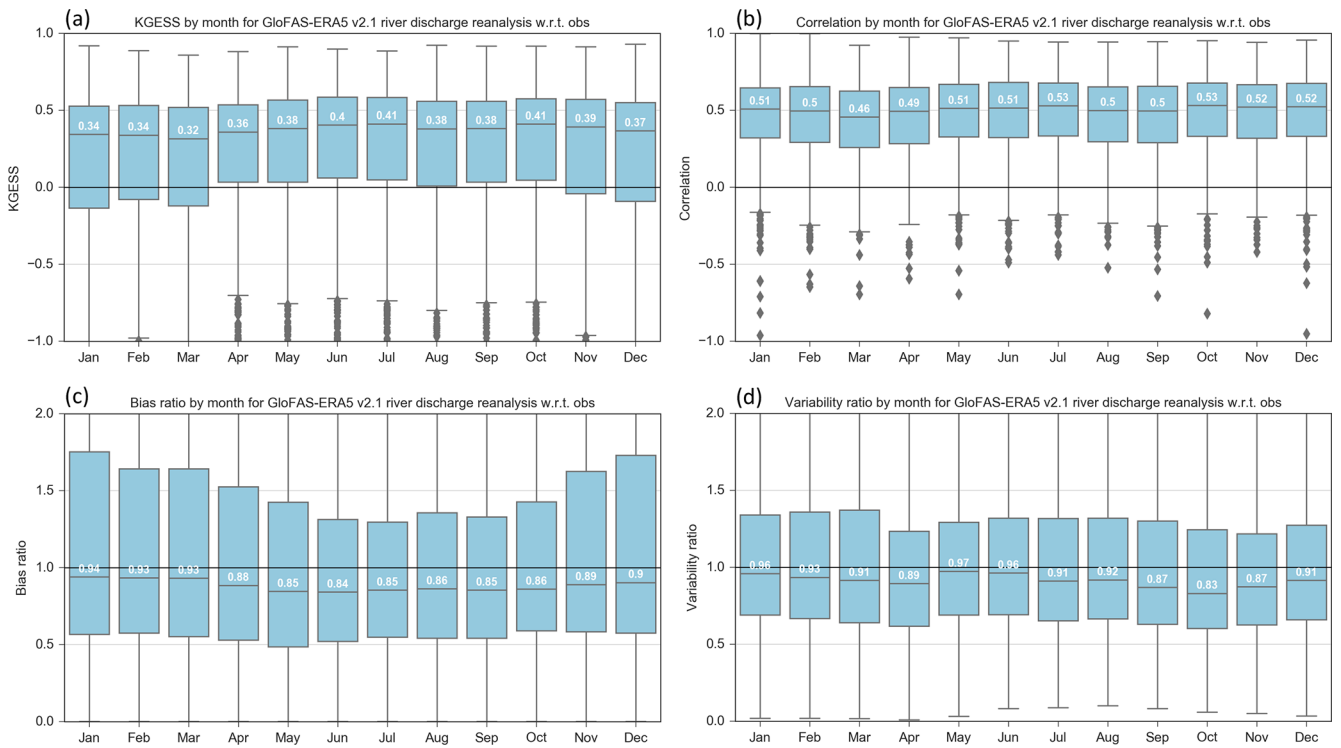 (a)
KGESS by month for GloFAS-ERA5 v2.1 river discharge reanalysis w.r.t. obs
1.0
0.5
0.0
−0.5
−1.0
KGESS
0.34 0.34 0.32 0.36 0.38 0.4 0.41 0.38 0.38 0.41 0.39 0.37
Jan Feb Mar Apr May Jun Jul Aug Sep Oct Nov Dec
(b)
Correlation by month for GloFAS-ERA5 v2.1 river discharge reanalysis w.r.t. obs
1.0
0.5
0.0
−0.5
−1.0
Correlation
0.51 0.5 0.46 0.49 0.51 0.51 0.53 0.5 0.5 0.53 0.52 0.52
Jan Feb Mar Apr May Jun Jul Aug Sep Oct Nov Dec
(c)
Bias ratio by month for GloFAS-ERA5 v2.1 river discharge reanalysis w.r.t. obs
2.0
1.5
1.0
0.5
0.0
Bias ratio
0.94 0.93 0.93 0.88 0.85 0.84 0.85 0.86 0.85 0.86 0.89 0.9
Jan Feb Mar Apr May Jun Jul Aug Sep Oct Nov Dec
(d)
Variability ratio by month for GloFAS-ERA5 v2.1 river discharge reanalysis w.r.t. obs
2.0
1.5
1.0
0.5
0.0
Variability ratio
0.96 0.93 0.91 0.89 0.97 0.96 0.91 0.92 0.87 0.83 0.87 0.91
Jan Feb Mar Apr May Jun Jul Aug Sep Oct Nov Dec